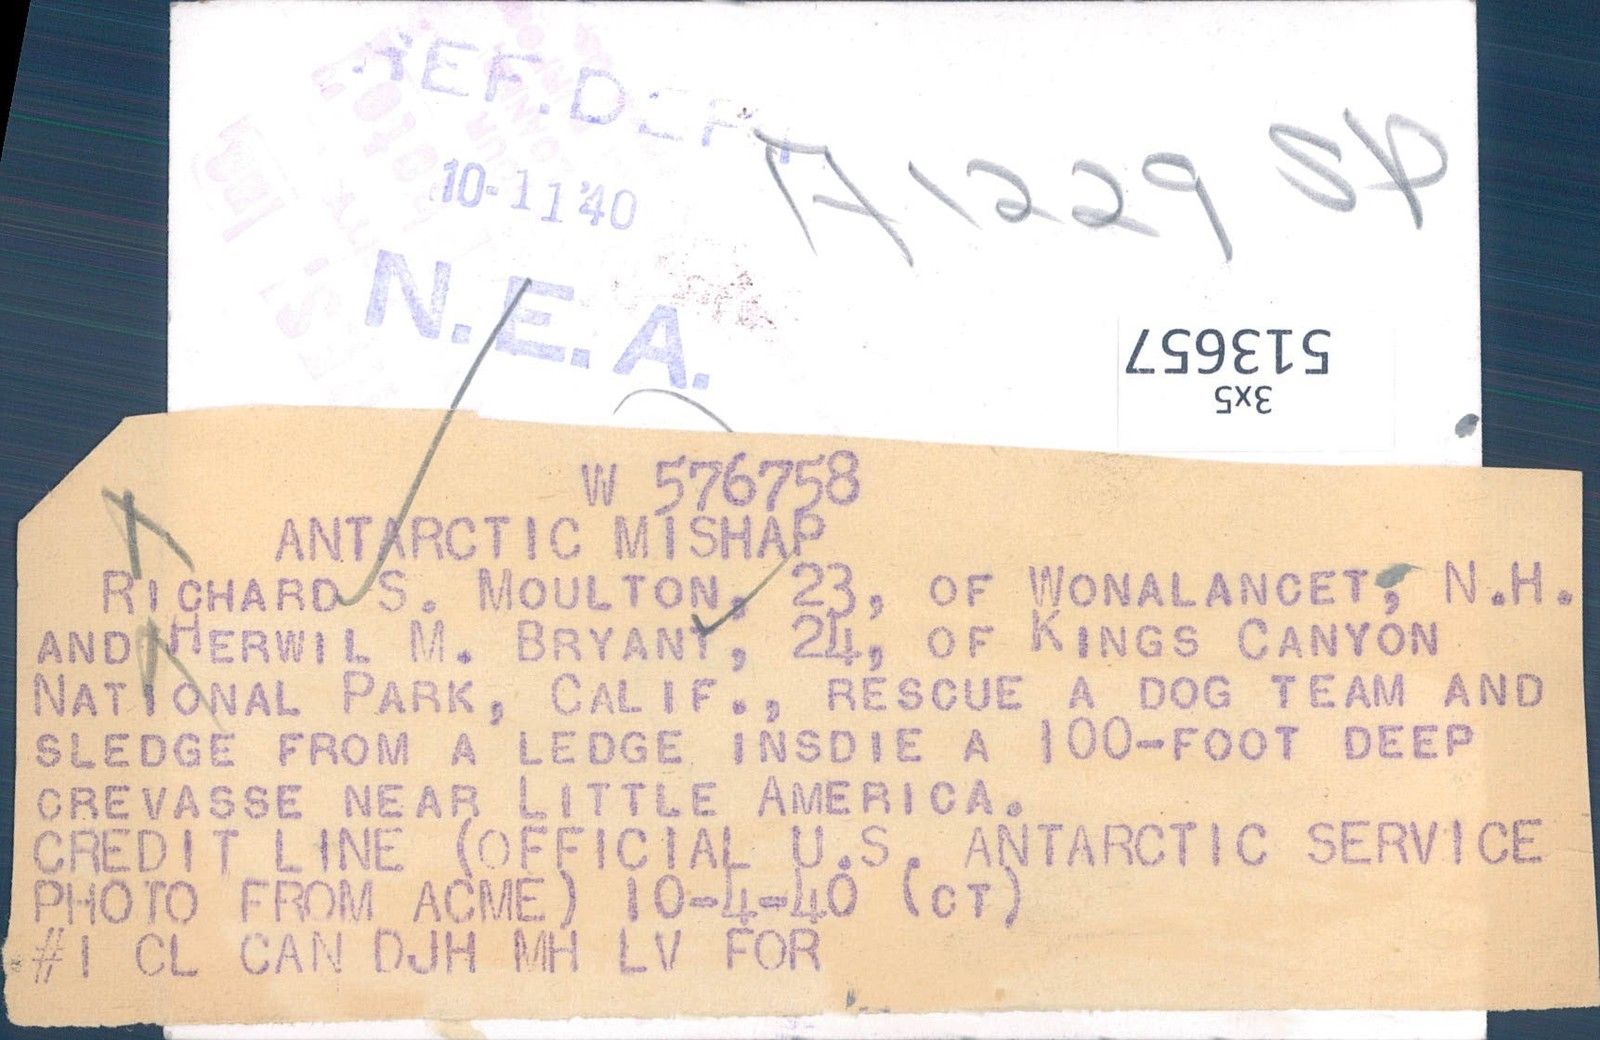 REF. DEPT
10-11'40
N.E.A.
A1229 SP
513657
3x5
W 576758
ANTARCTIC MISHAP
RICHARD S. MOULTON, 23, OF WONALANCET, N.H.
AND HERWIL M. BRYANT, 24, OF KINGS CANYON
NATIONAL PARK, CALIF., RESCUE A DOG TEAM AND
SLEDGE FROM A LEDGE INSDIE A 100-FOOT DEEP
CREVASSE NEAR LITTLE AMERICA.
CREDIT LINE (OFFICIAL U.S. ANTARCTIC SERVICE
PHOTO FROM ACME) 10-4-40 (CT)
#1 CL CAN DJH MH LV FOR